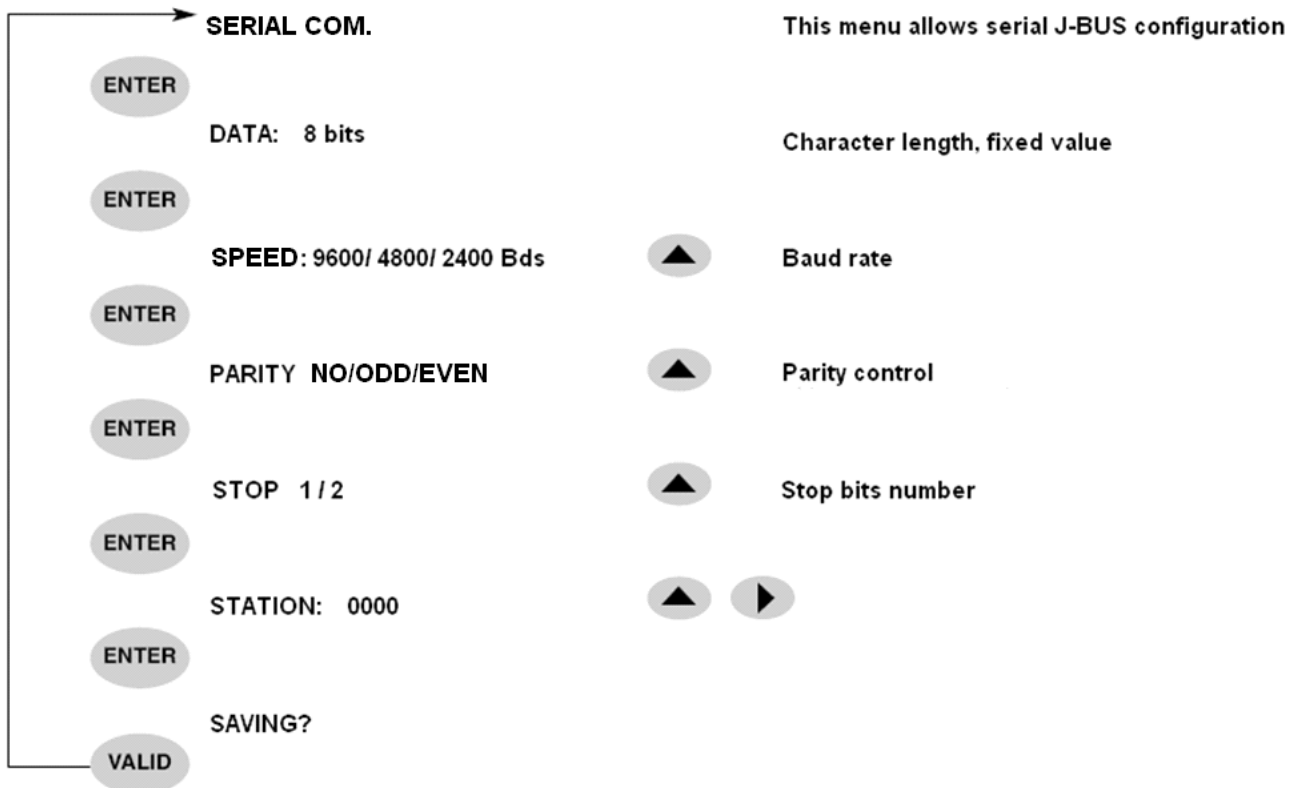 SERIAL COM. This menu allows serial J-BUS configuration
ENTER
DATA: 8 bits Character length, fixed value
ENTER
SPEED: 9600/ 4800/ 2400 Bds Baud rate
ENTER
PARITY NO/ODD/EVEN Parity control
ENTER
STOP 1 / 2 Stop bits number
ENTER
STATION: 0000
ENTER
SAVING?
VALID